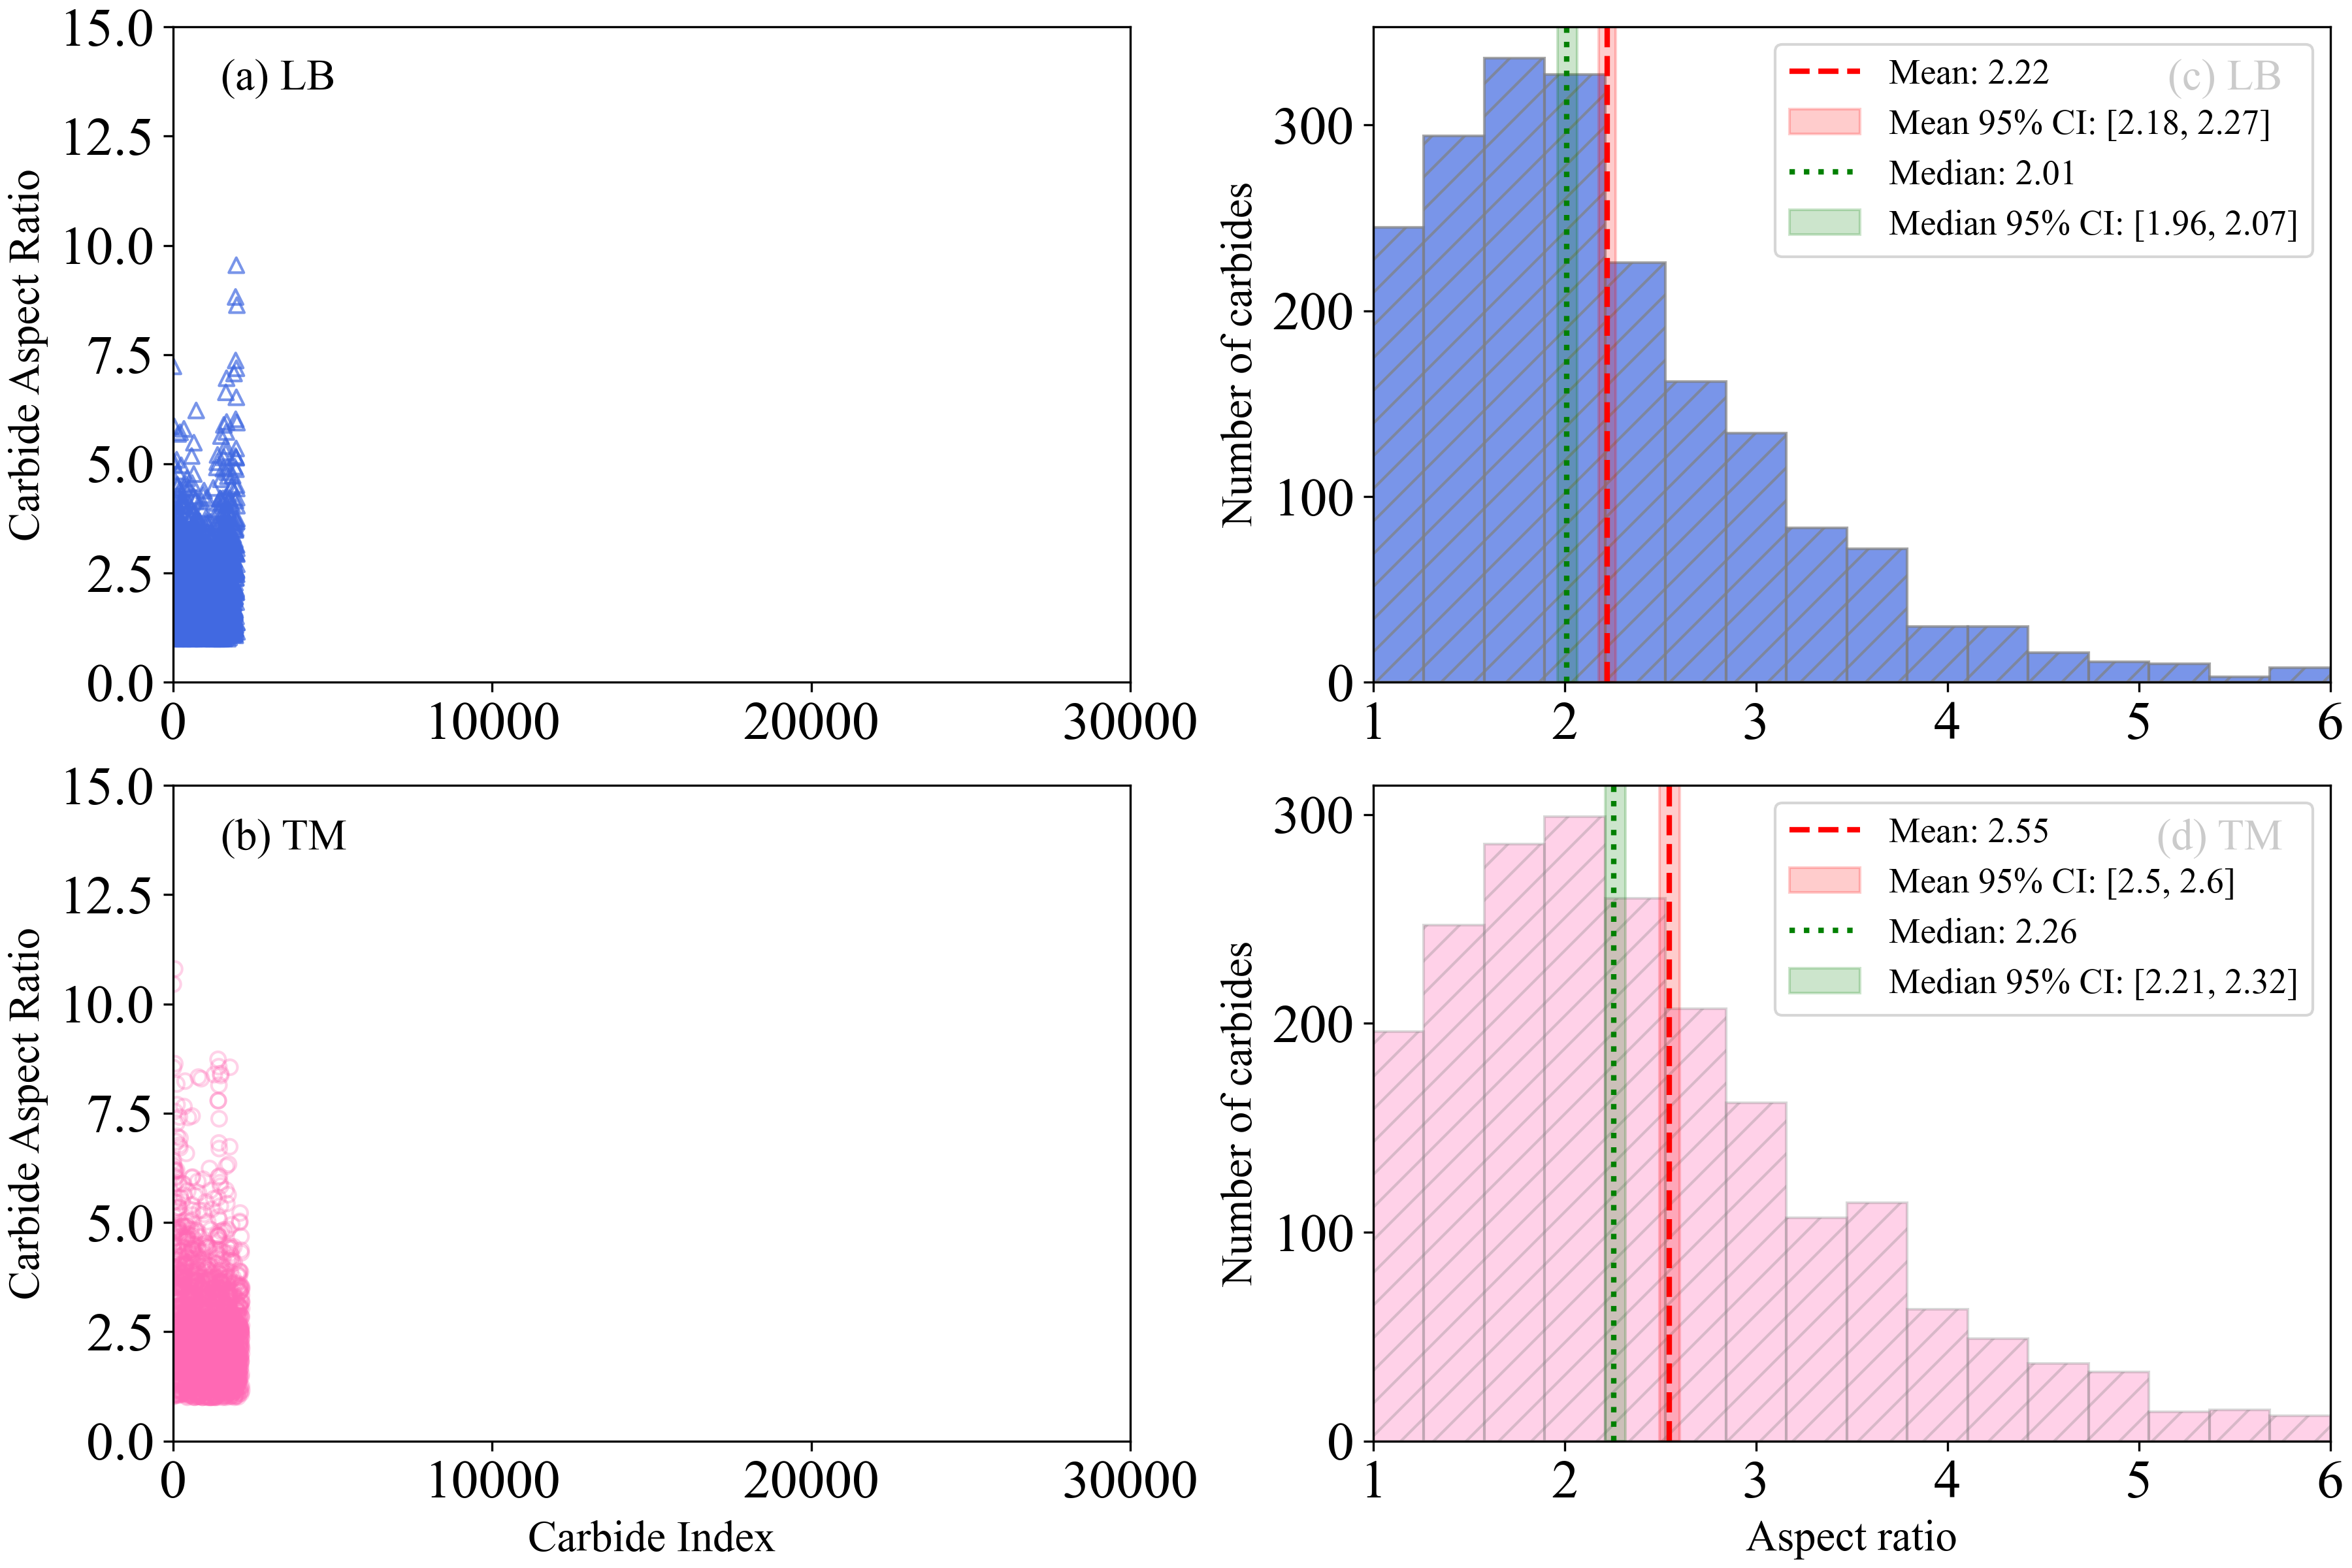 (a) LB
Carbide Aspect Ratio
15.0
12.5
10.0
7.5
5.0
2.5
0.0
0 10000 20000 30000
(c) LB
Mean: 2.22
Mean 95% CI: [2.18, 2.27]
Median: 2.01
Median 95% CI: [1.96, 2.07]
Number of carbides
300
200
100
0
1 2 3 4 5 6
(b) TM
Carbide Aspect Ratio
15.0
12.5
10.0
7.5
5.0
2.5
0.0
0 10000 20000 30000
Carbide Index
(d) TM
Mean: 2.55
Mean 95% CI: [2.5, 2.6]
Median: 2.26
Median 95% CI: [2.21, 2.32]
Number of carbides
300
200
100
0
1 2 3 4 5 6
Aspect ratio